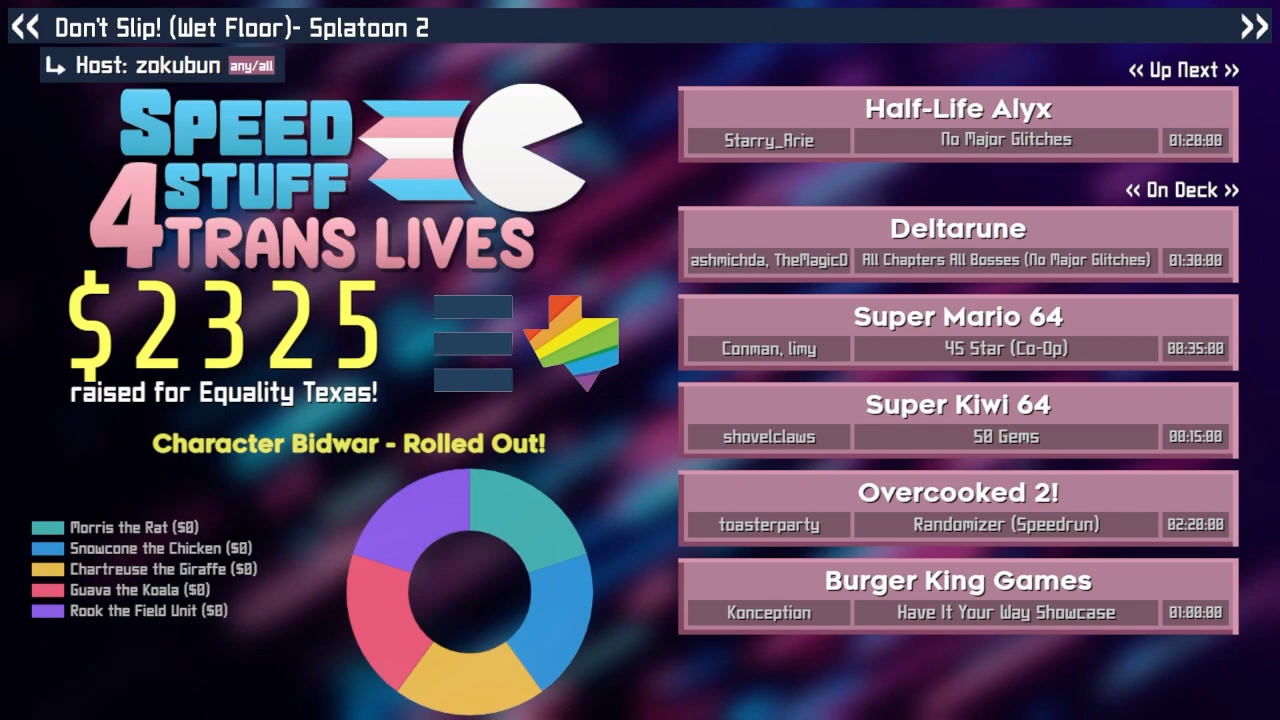 Don't Slip! (Wet Floor)- Splatoon 2
Host: zokubun any/all
SPEED
STUFF
4 TRANS LIVES
$2325
raised for Equality Texas!
Character Bidwar - Rolled Out!
Morris the Rat ($0)
Snowcone the Chicken ($0)
Chartreuse the Giraffe ($0)
Guava the Koala ($0)
Rook the Field Unit ($0)
<< Up Next >>
Half-Life Alyx
Starry_Arie No Major Glitches 01:20:00
<< On Deck >>
Deltarune
ashmichda, TheMagicD All Chapters All Bosses (No Major Glitches) 01:30:00
Super Mario 64
Conman, limy 45 Star (Co-Op) 00:35:00
Super Kiwi 64
shovelclaws 50 Gems 00:15:00
Overcooked 2!
toasterparty Randomizer (Speedrun) 02:20:00
Burger King Games
Konception Have It Your Way Showcase 01:00:00